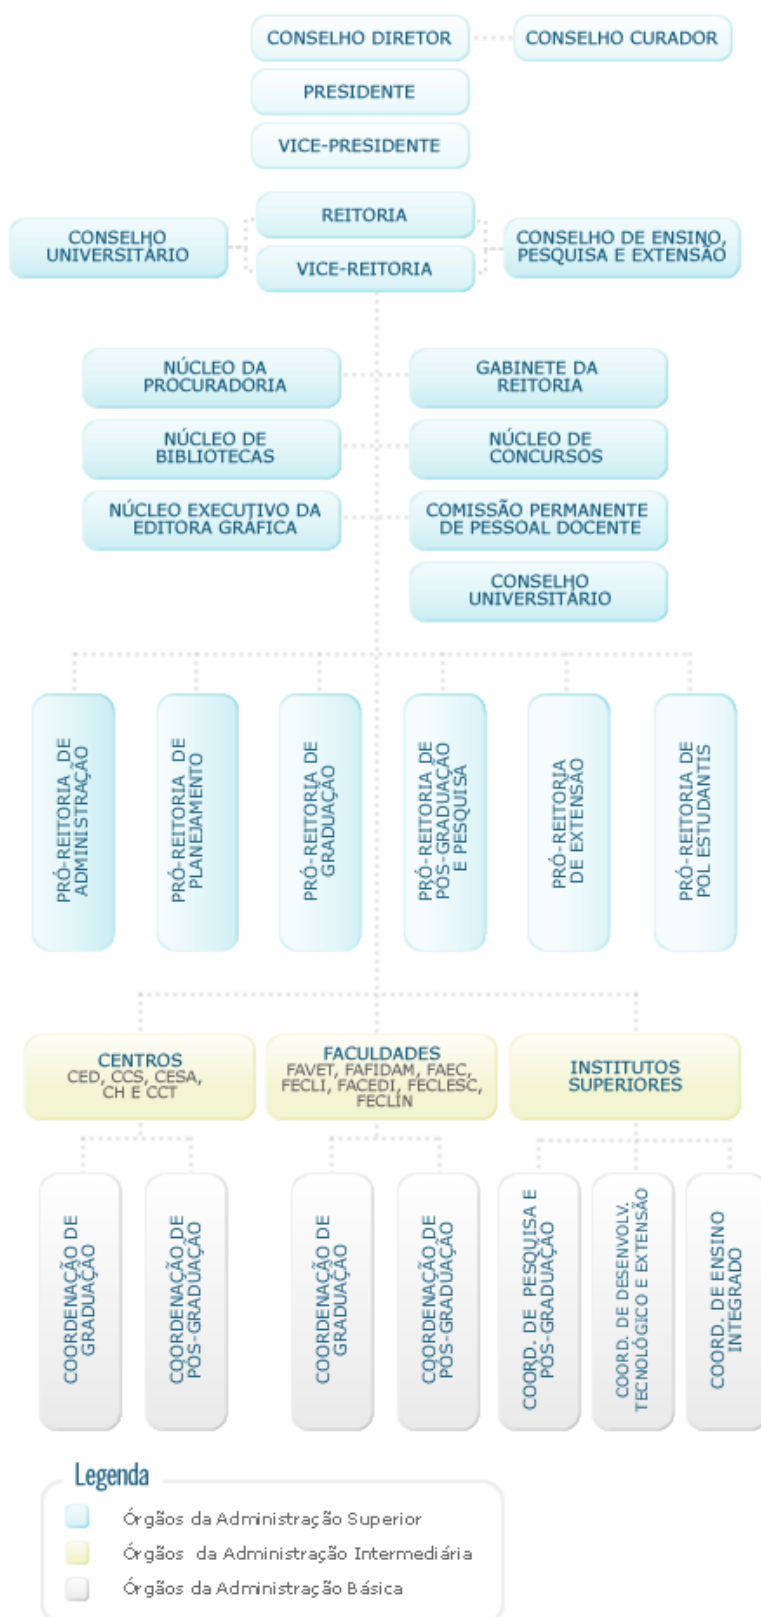 CONSELHO DIRETOR
CONSELHO CURADOR
PRESIDENTE
VICE-PRESIDENTE
REITORIA
CONSELHO
UNIVERSITÁRIO
CONSELHO DE ENSINO,
PESQUISA E EXTENSÃO
VICE-REITORIA
NÚCLEO DA
PROCURADORIA
GABINETE DA
REITORIA
NÚCLEO DE
BIBLIOTECAS
NÚCLEO DE
CONCURSOS
NÚCLEO EXECUTIVO DA
EDITORA GRÁFICA
COMISSÃO PERMANENTE
DE PESSOAL DOCENTE
CONSELHO
UNIVERSITÁRIO
PRÓ-REITORIA DE
ADMINISTRAÇÃO
PRÓ-REITORIA DE
PLANEJAMENTO
PRÓ-REITORIA DE
GRADUAÇÃO
PRÓ-REITORIA DE
PÓS-GRADUAÇÃO
E PESQUISA
PRÓ-REITORIA
DE EXTENSÃO
PRÓ-REITORIA DE
POL ESTUDANTIS
CENTROS
CED, CCS, CESA,
CH E CCT
FACULDADES
FAVET, FAFIDAM, FAEC,
FECLI, FACEDI, FECLESC,
FECLÍN
INSTITUTOS
SUPERIORES
COORDENAÇÃO DE
GRADUAÇÃO
COORDENAÇÃO DE
PÓS-GRADUAÇÃO
COORDENAÇÃO DE
GRADUAÇÃO
COORDENAÇÃO DE
PÓS-GRADUAÇÃO
COORD. DE PESQUISA E
PÓS-GRADUAÇÃO
COORD. DE DESENVOLV.
TECNOLÓGICO E EXTENSÃO
COORD. DE ENSINO
INTEGRADO
Legenda
Órgãos da Administração Superior
Órgãos da Administração Intermediária
Órgãos da Administração Básica